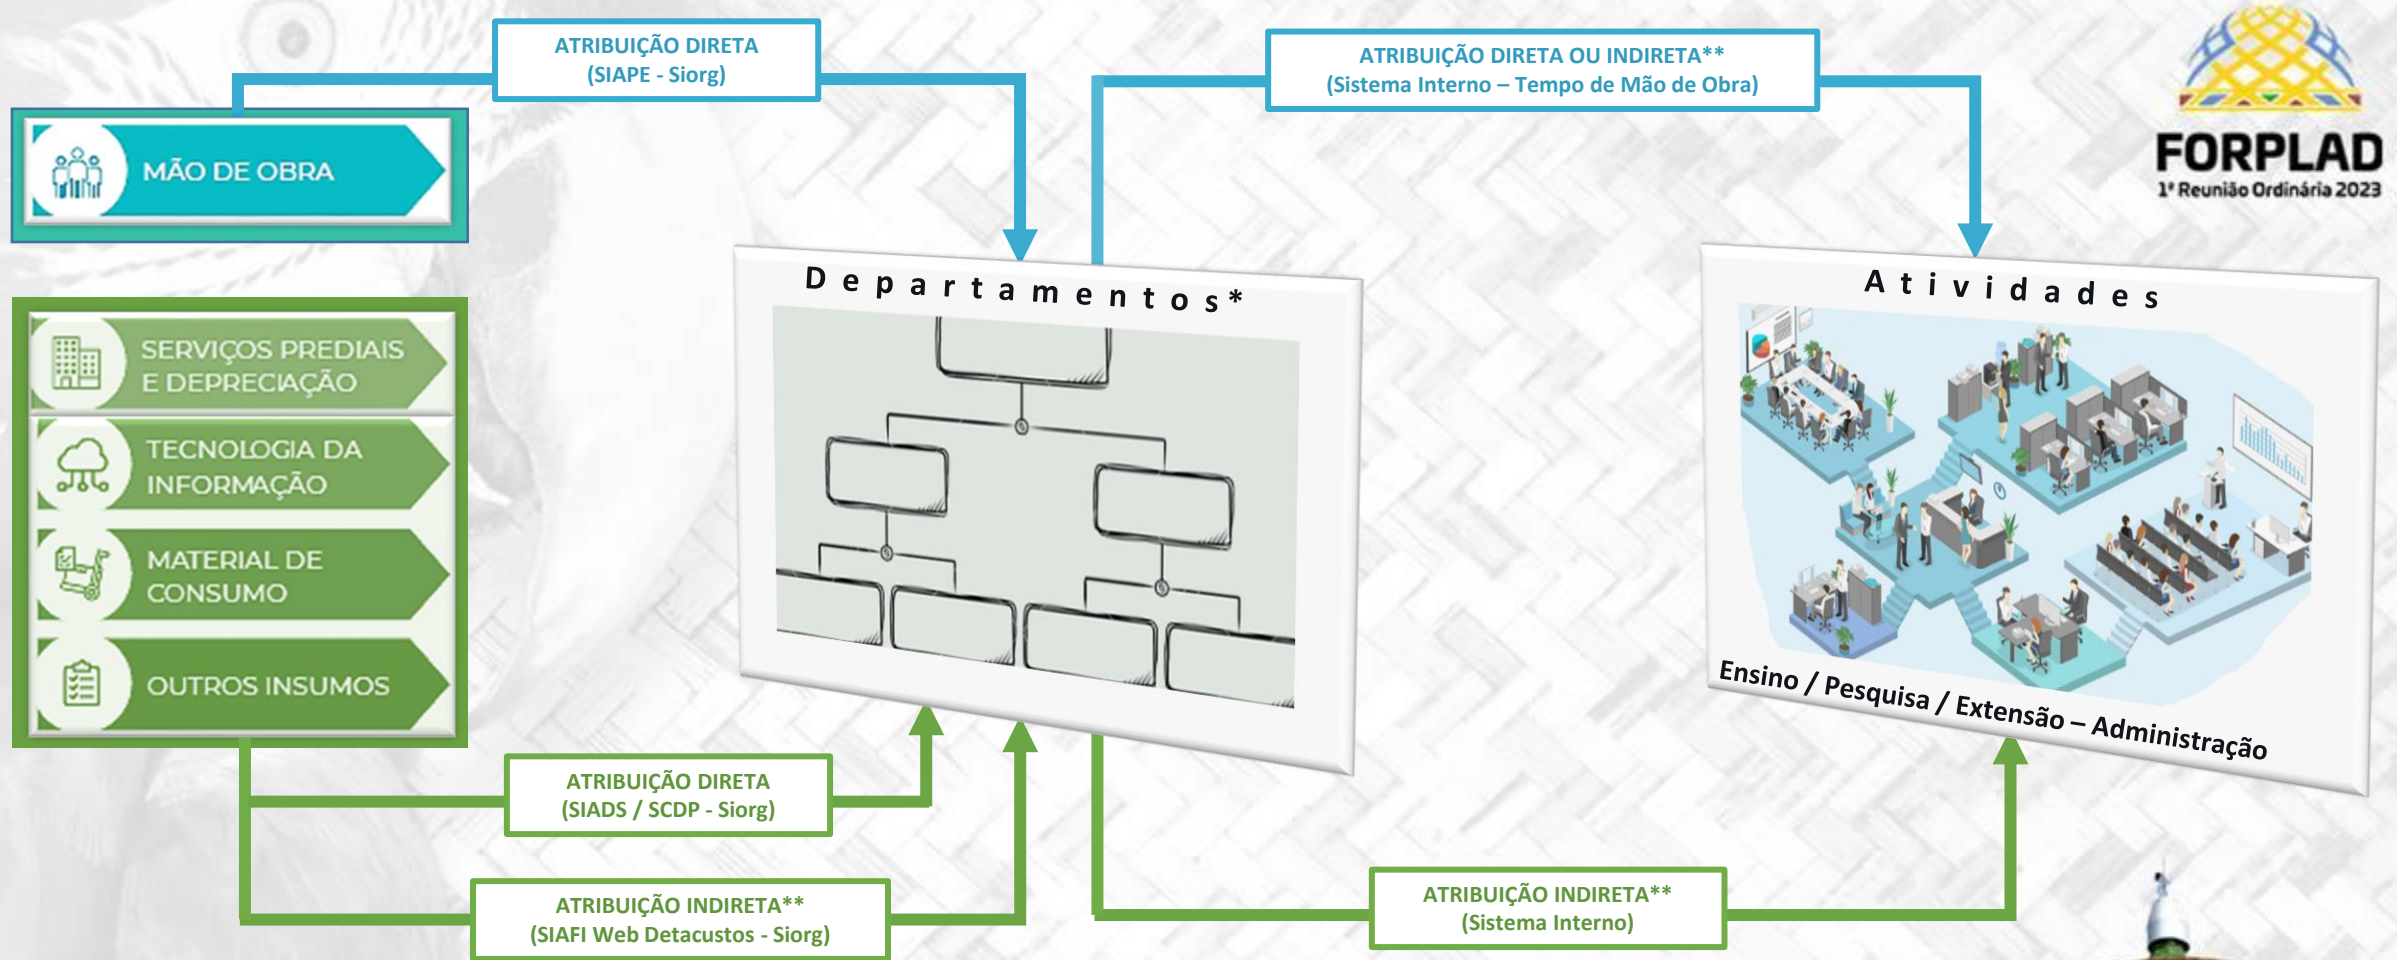 ATRIBUIÇÃO DIRETA
(SIAPE - Siorg)
ATRIBUIÇÃO DIRETA OU INDIRETA**
(Sistema Interno – Tempo de Mão de Obra)
FORPLAD
1ª Reunião Ordinária 2023
MÃO DE OBRA
Departamentos*
Atividades
SERVIÇOS PREDIAIS
E DEPRECIAÇÃO
TECNOLOGIA DA
INFORMAÇÃO
MATERIAL DE
CONSUMO
OUTROS INSUMOS
Ensino / Pesquisa / Extensão – Administração
ATRIBUIÇÃO DIRETA
(SIADS / SCDP - Siorg)
ATRIBUIÇÃO INDIRETA**
(SIAFI Web Detacustos - Siorg)
ATRIBUIÇÃO INDIRETA**
(Sistema Interno)